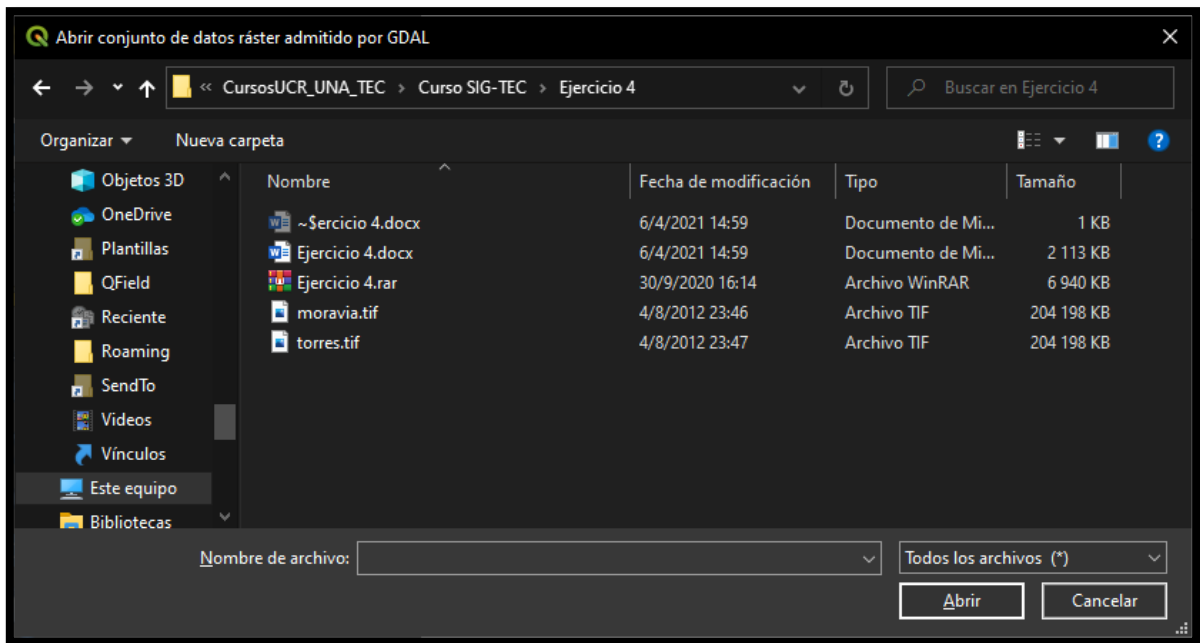 Abrir conjunto de datos ráster admitido por GDAL
« CursosUCR_UNA_TEC > Curso SIG-TEC > Ejercicio 4
Buscar en Ejercicio 4
Organizar
Nueva carpeta
Objetos 3D
OneDrive
Plantillas
QField
Reciente
Roaming
SendTo
Videos
Vínculos
Este equipo
Bibliotecas
Nombre Fecha de modificación Tipo Tamaño
~$ercicio 4.docx 6/4/2021 14:59 Documento de Mi... 1 KB
Ejercicio 4.docx 6/4/2021 14:59 Documento de Mi... 2 113 KB
Ejercicio 4.rar 30/9/2020 16:14 Archivo WinRAR 6 940 KB
moravia.tif 4/8/2012 23:46 Archivo TIF 204 198 KB
torres.tif 4/8/2012 23:47 Archivo TIF 204 198 KB
Nombre de archivo:
Todos los archivos (*)
Abrir
Cancelar